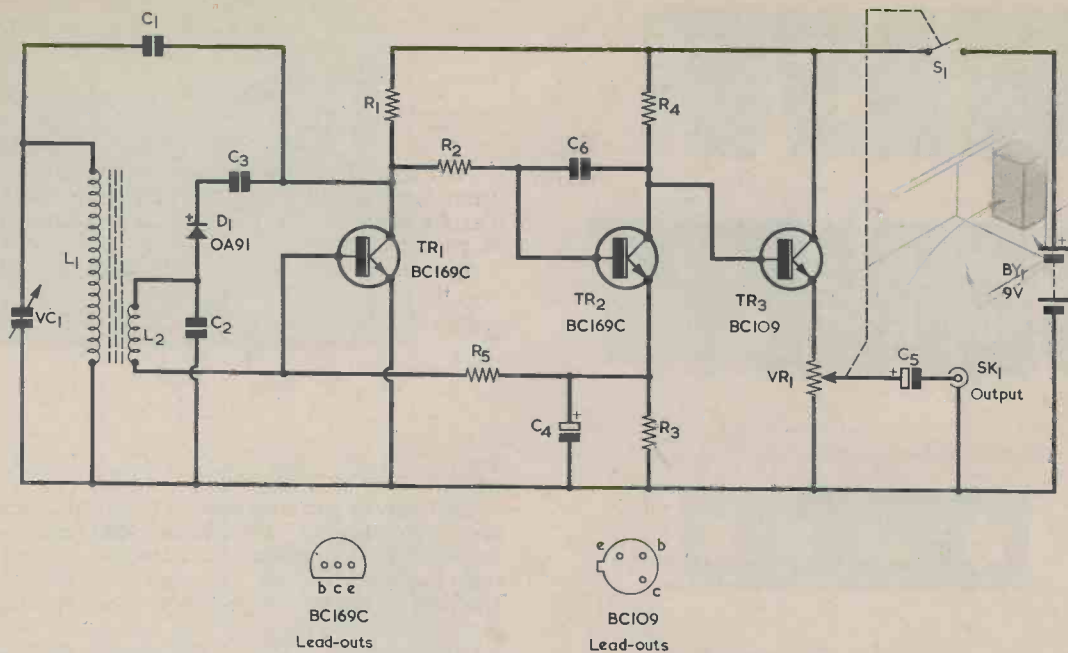 C1
S1
R1
R4
C3
R2
C6
D1
OA91
L1
TR1
BC169C
TR2
BC169C
TR3
BC109
BY1
9V
VC1
L2
C2
R5
VR1
C5
SK1
Output
C4
R3
b c e
BC169C
Lead-outs
e b
c
BC109
Lead-outs